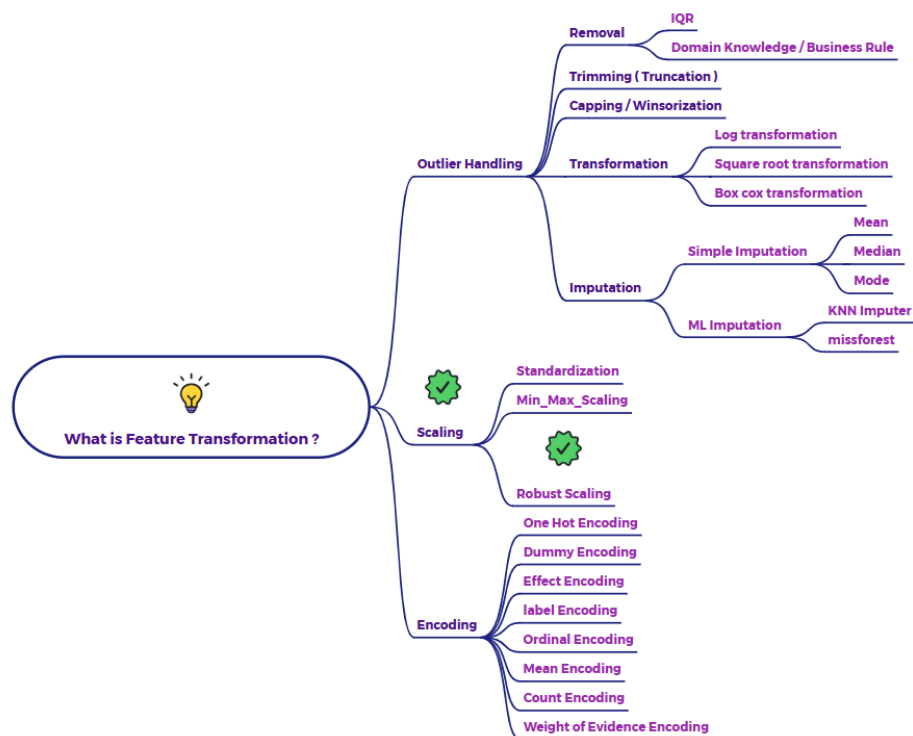 What is Feature Transformation ?
Outlier Handling
Removal
IQR
Domain Knowledge / Business Rule
Trimming ( Truncation )
Capping / Winsorization
Transformation
Log transformation
Square root transformation
Box cox transformation
Imputation
Simple Imputation
Mean
Median
Mode
ML Imputation
KNN Imputer
missforest
Scaling
Standardization
Min_Max_Scaling
Robust Scaling
Encoding
One Hot Encoding
Dummy Encoding
Effect Encoding
label Encoding
Ordinal Encoding
Mean Encoding
Count Encoding
Weight of Evidence Encoding